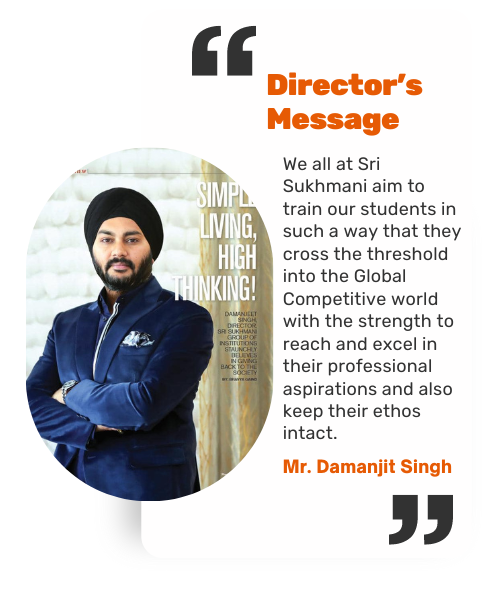 Director’s
Message
We all at Sri
Sukhmani aim to
train our students in
such a way that they
cross the threshold
into the Global
Competitive world
with the strength to
reach and excel in
their professional
aspirations and also
keep their ethos
intact.
Mr. Damanjit Singh
SIMPLE
LIVING,
HIGH
THINKING!
DAMANJEET
SINGH
DIRECTOR
SRI SUKHMANI
GROUP OF
INSTITUTIONS
STAUNCHLY
BELIEVES
IN GIVING
BACK TO THE
SOCIETY